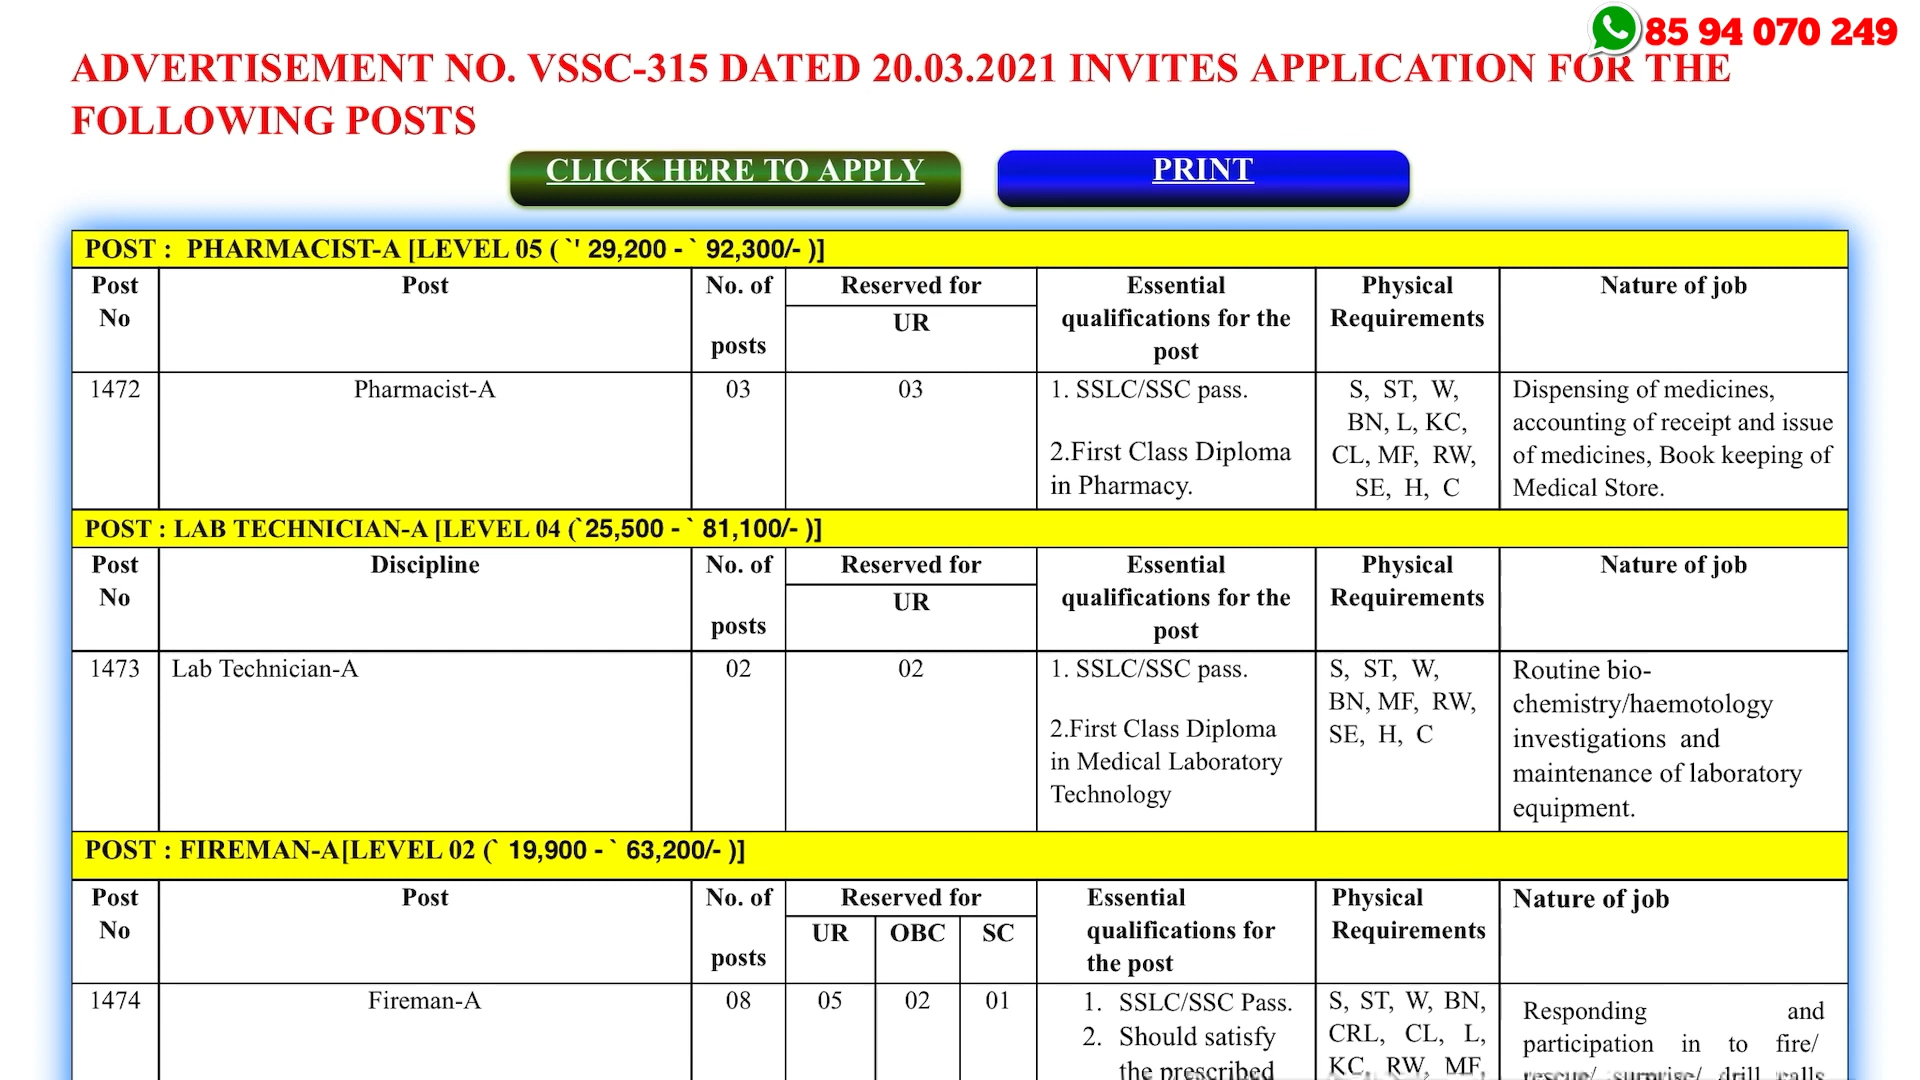 85 94 070 249
ADVERTISEMENT NO. VSSC-315 DATED 20.03.2021 INVITES APPLICATION FOR THE
FOLLOWING POSTS
CLICK HERE TO APPLY
PRINT
POST : PHARMACIST-A [LEVEL 05 ( `' 29,200 - ` 92,300/- )]
Post
No
Post
No. of
posts
Reserved for
UR
Essential
qualifications for the
post
Physical
Requirements
Nature of job
1472
Pharmacist-A
03
03
1. SSLC/SSC pass.
2.First Class Diploma
in Pharmacy.
S, ST, W,
BN, L, KC,
CL, MF, RW,
SE, H, C
Dispensing of medicines,
accounting of receipt and issue
of medicines, Book keeping of
Medical Store.
POST : LAB TECHNICIAN-A [LEVEL 04 (`25,500 - ` 81,100/- )]
Post
No
Discipline
No. of
posts
Reserved for
UR
Essential
qualifications for the
post
Physical
Requirements
Nature of job
1473
Lab Technician-A
02
02
1. SSLC/SSC pass.
2.First Class Diploma
in Medical Laboratory
Technology
S, ST, W,
BN, MF, RW,
SE, H, C
Routine bio-
chemistry/haemotology
investigations and
maintenance of laboratory
equipment.
POST : FIREMAN-A[LEVEL 02 (` 19,900 - ` 63,200/- )]
Post
No
Post
No. of
posts
Reserved for
UR
OBC
SC
Essential
qualifications for
the post
Physical
Requirements
Nature of job
1474
Fireman-A
08
05
02
01
1. SSLC/SSC Pass.
2. Should satisfy
the prescribed
S, ST, W, BN,
CRL, CL, L,
KC, RW, MF,
Responding and
participation in to fire/
rescue/ surprise/ drill calls